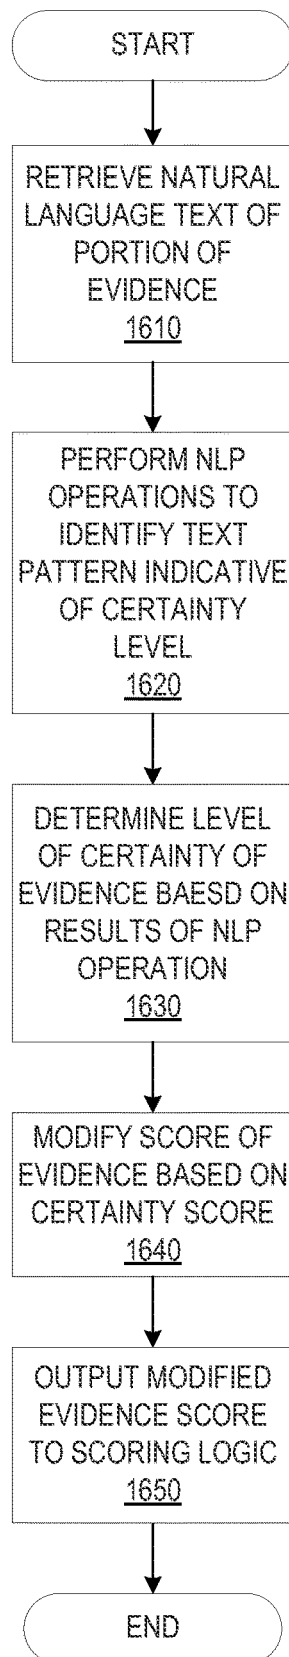 START
RETRIEVE NATURAL
LANGUAGE TEXT OF
PORTION OF
EVIDENCE
1610
PERFORM NLP
OPERATIONS TO
IDENTIFY TEXT
PATTERN INDICATIVE
OF CERTAINTY
LEVEL
1620
DETERMINE LEVEL
OF CERTAINTY OF
EVIDENCE BAESD ON
RESULTS OF NLP
OPERATION
1630
MODIFY SCORE OF
EVIDENCE BASED ON
CERTAINTY SCORE
1640
OUTPUT MODIFIED
EVIDENCE SCORE
TO SCORING LOGIC
1650
END